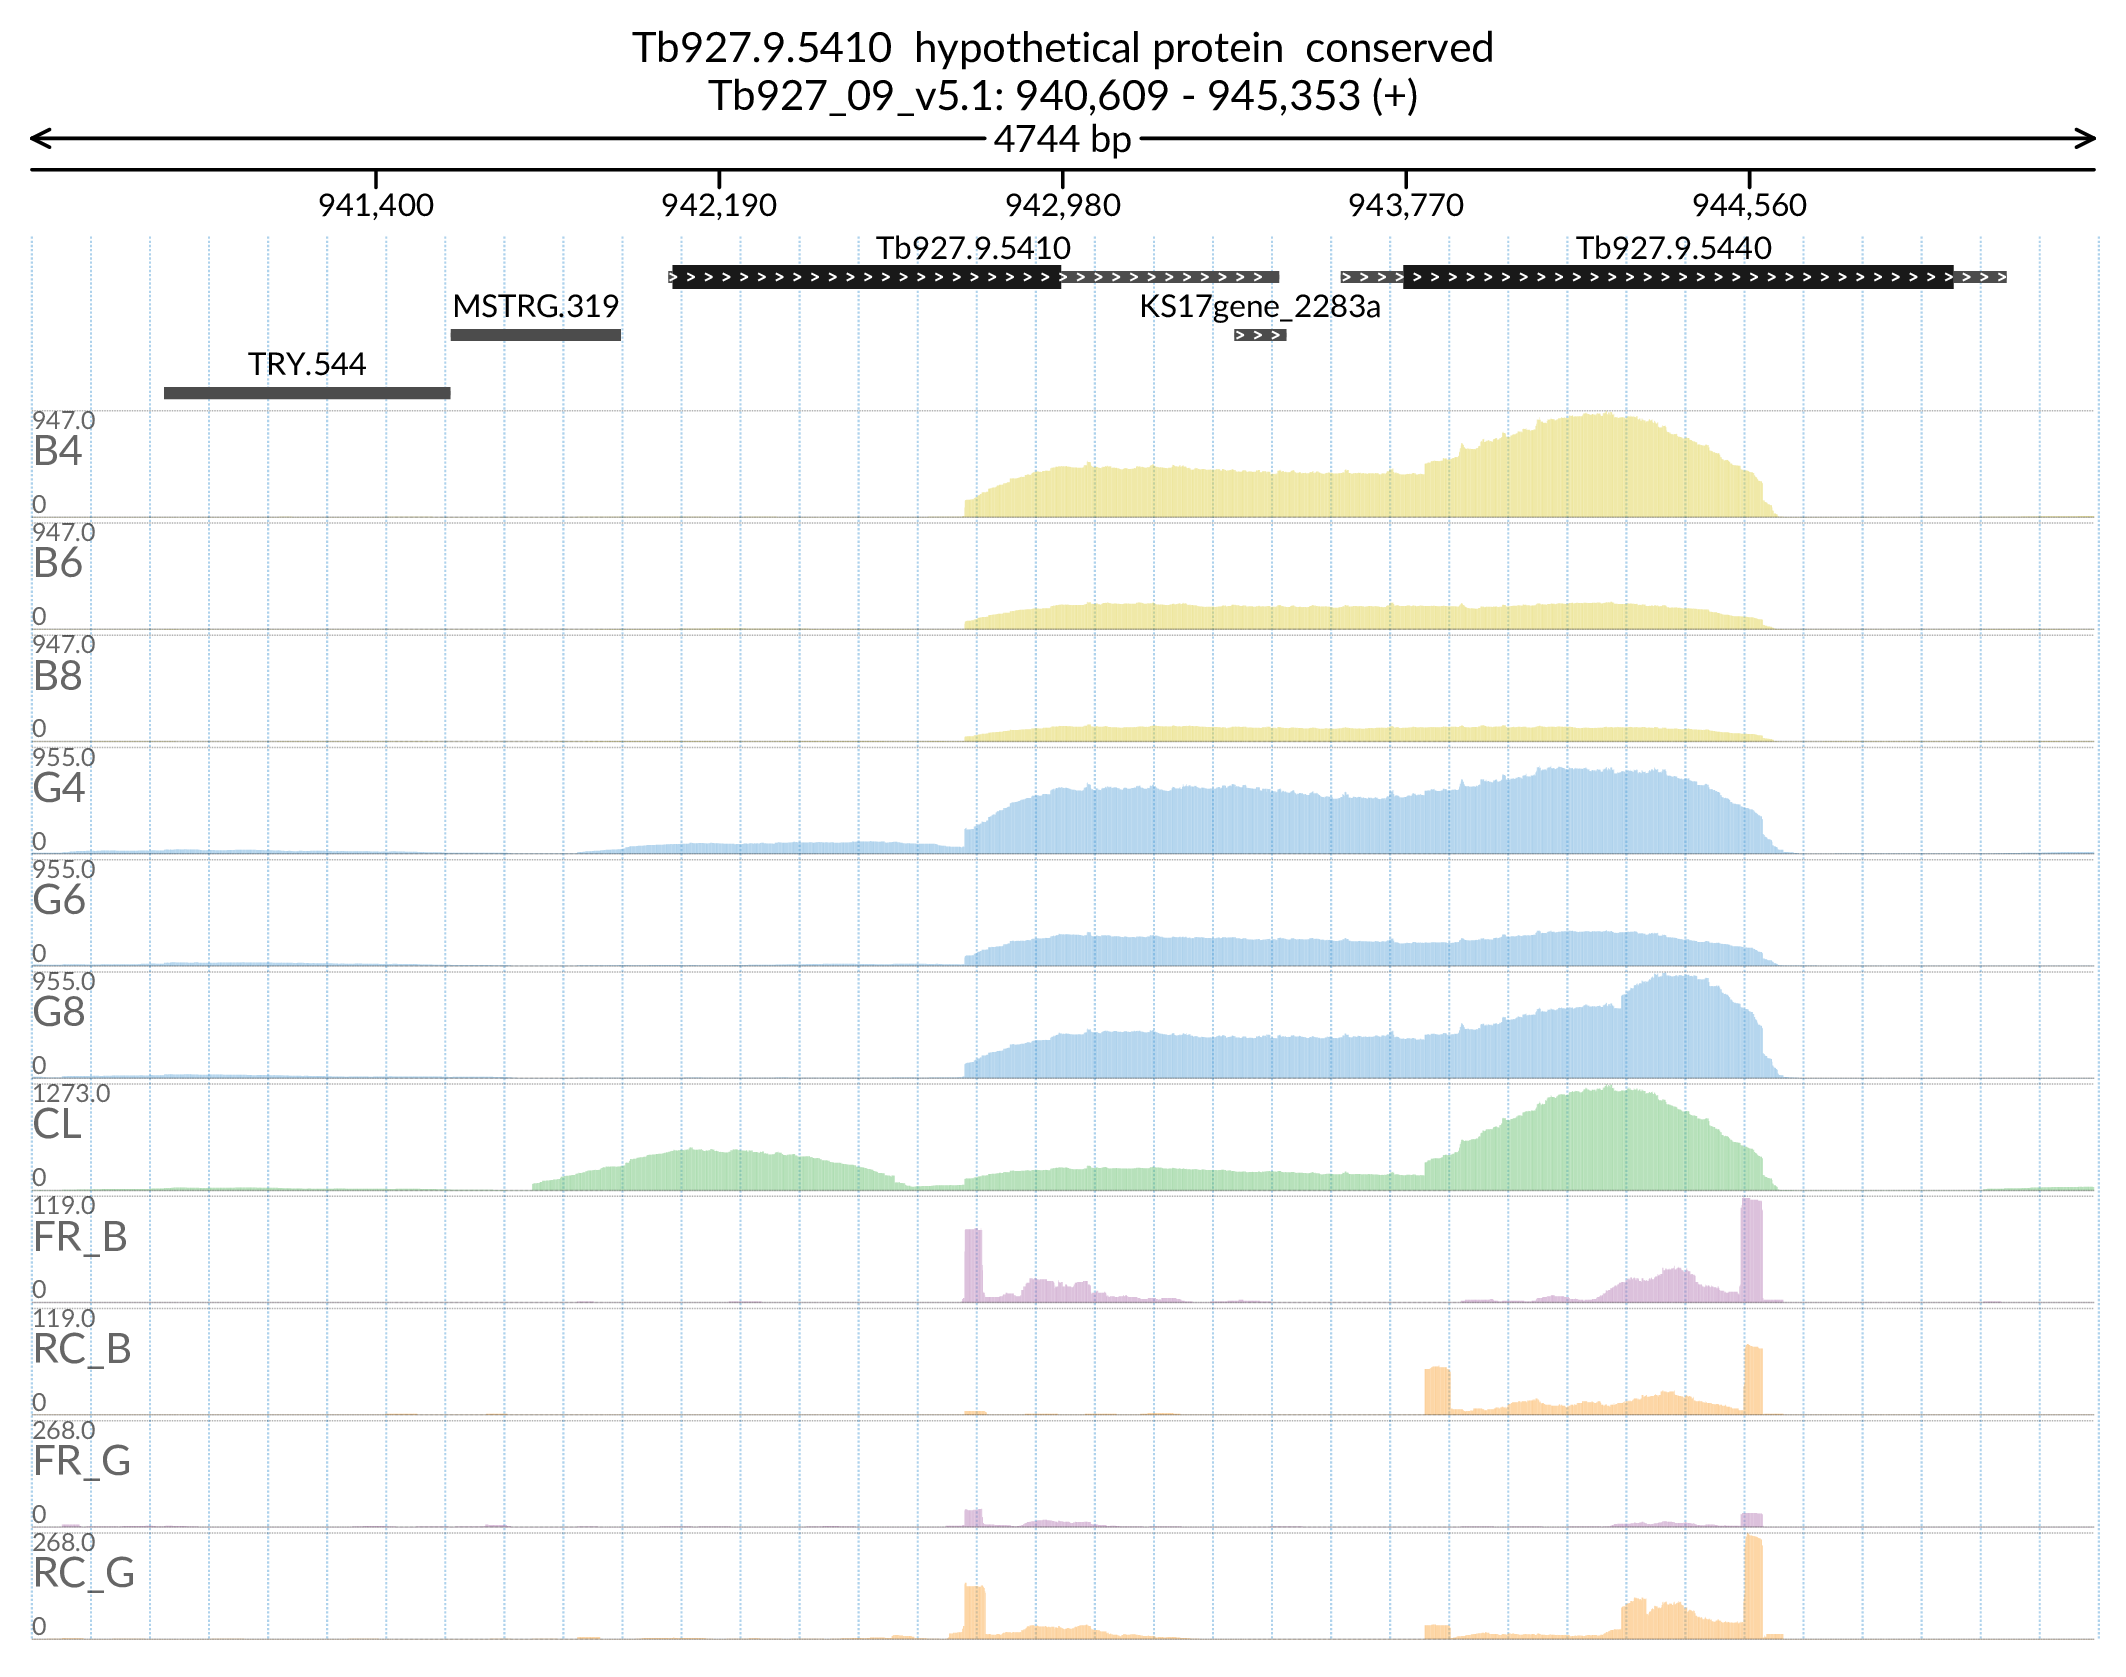 Tb927.9.5410  hypothetical protein  conserved
Tb927_09_v5.1: 940,609 - 945,353 (+)
4744 bp
941,400 942,190 942,980 943,770 944,560
Tb927.9.5410 Tb927.9.5440
MSTRG.319 KS17gene_2283a
TRY.544
947.0
B4
0
947.0
B6
0
947.0
B8
0
955.0
G4
0
955.0
G6
0
955.0
G8
0
1273.0
CL
0
119.0
FR_B
0
119.0
RC_B
0
268.0
FR_G
0
268.0
RC_G
0